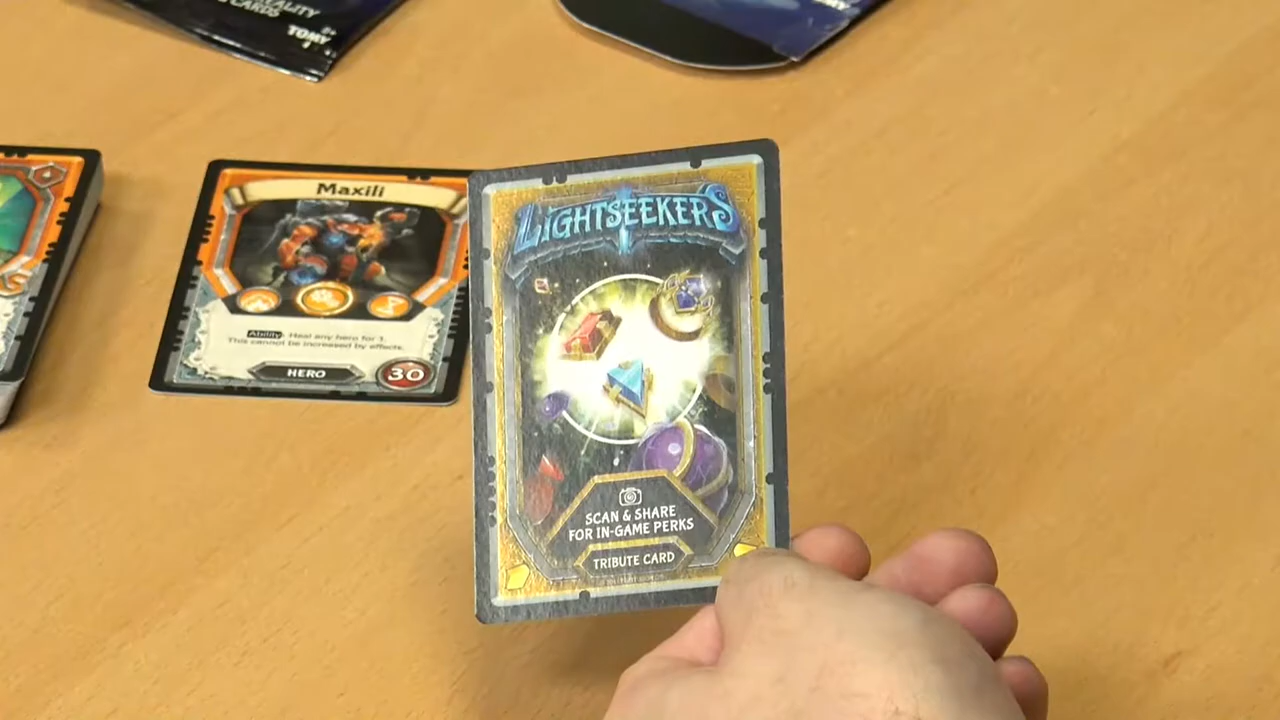 CARDS
TOMY
Maxili
Ability: Heal any hero for 1.
This cannot be increased by effects.
HERO
30
LIGHTSEEKERS
SCAN & SHARE
FOR IN-GAME PERKS
TRIBUTE CARD